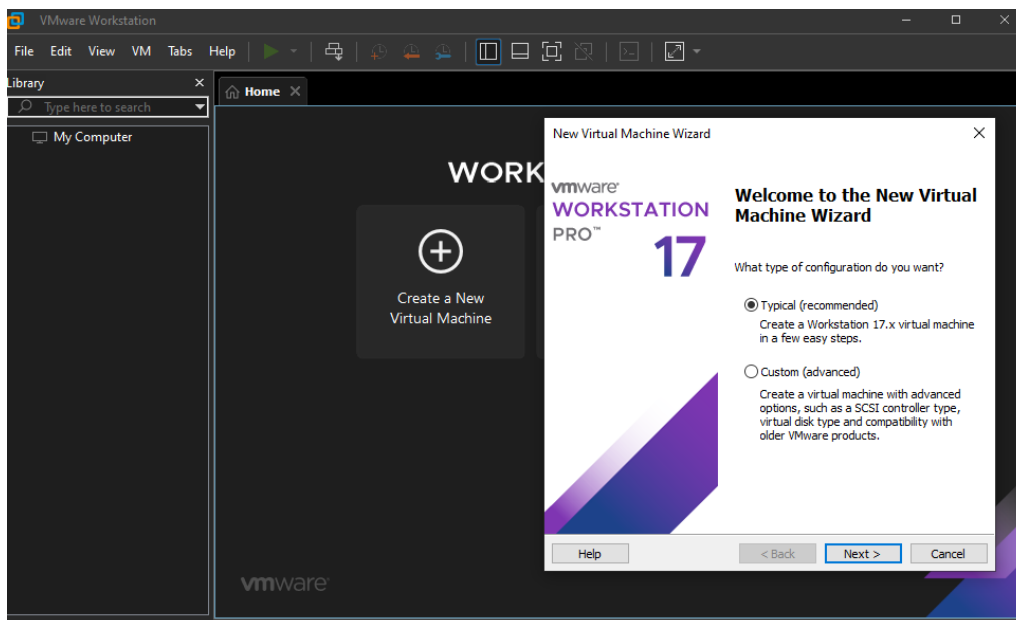 VMware Workstation
File Edit View VM Tabs Help
Library
Type here to search
My Computer
Home
WORK
Create a New
Virtual Machine
vmware
New Virtual Machine Wizard
vmware
WORKSTATION
PRO™
17
Welcome to the New Virtual
Machine Wizard
What type of configuration do you want?
Typical (recommended)
Create a Workstation 17.x virtual machine
in a few easy steps.
Custom (advanced)
Create a virtual machine with advanced
options, such as a SCSI controller type,
virtual disk type and compatibility with
older VMware products.
Help < Back Next > Cancel